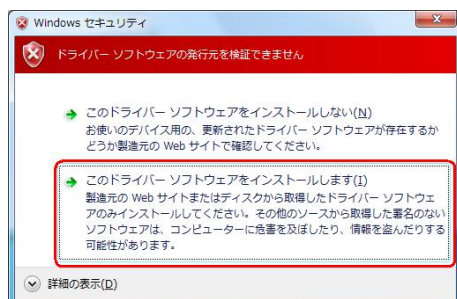 Windows セキュリティ
ドライバー ソフトウェアの発行元を検証できません
このドライバー ソフトウェアをインストールしない(N)
お使いのデバイス用の、更新されたドライバー ソフトウェアが存在するか
どうか製造元の Web サイトで確認してください。
このドライバー ソフトウェアをインストールします(I)
製造元の Web サイトまたはディスクから取得したドライバー ソフトウェ
アのみインストールしてください。その他のソースから取得した署名のない
ソフトウェアは、コンピューターに危害を及ぼしたり、情報を盗んだりする
可能性があります。
詳細の表示(D)